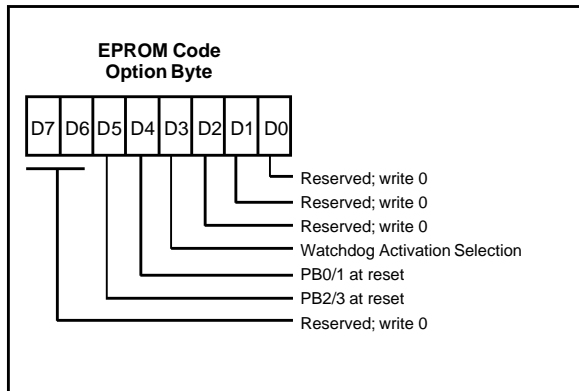 EPROM Code
Option Byte
D7 D6 D5 D4 D3 D2 D1 D0
Reserved; write 0
Reserved; write 0
Reserved; write 0
Watchdog Activation Selection
PB0/1 at reset
PB2/3 at reset
Reserved; write 0